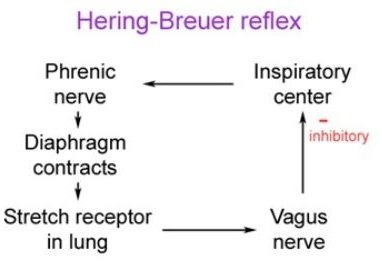 Hering-Breuer reflex
Phrenic
nerve
Inspiratory
center
-
inhibitory
Diaphragm
contracts
Stretch receptor
in lung
Vagus
nerve